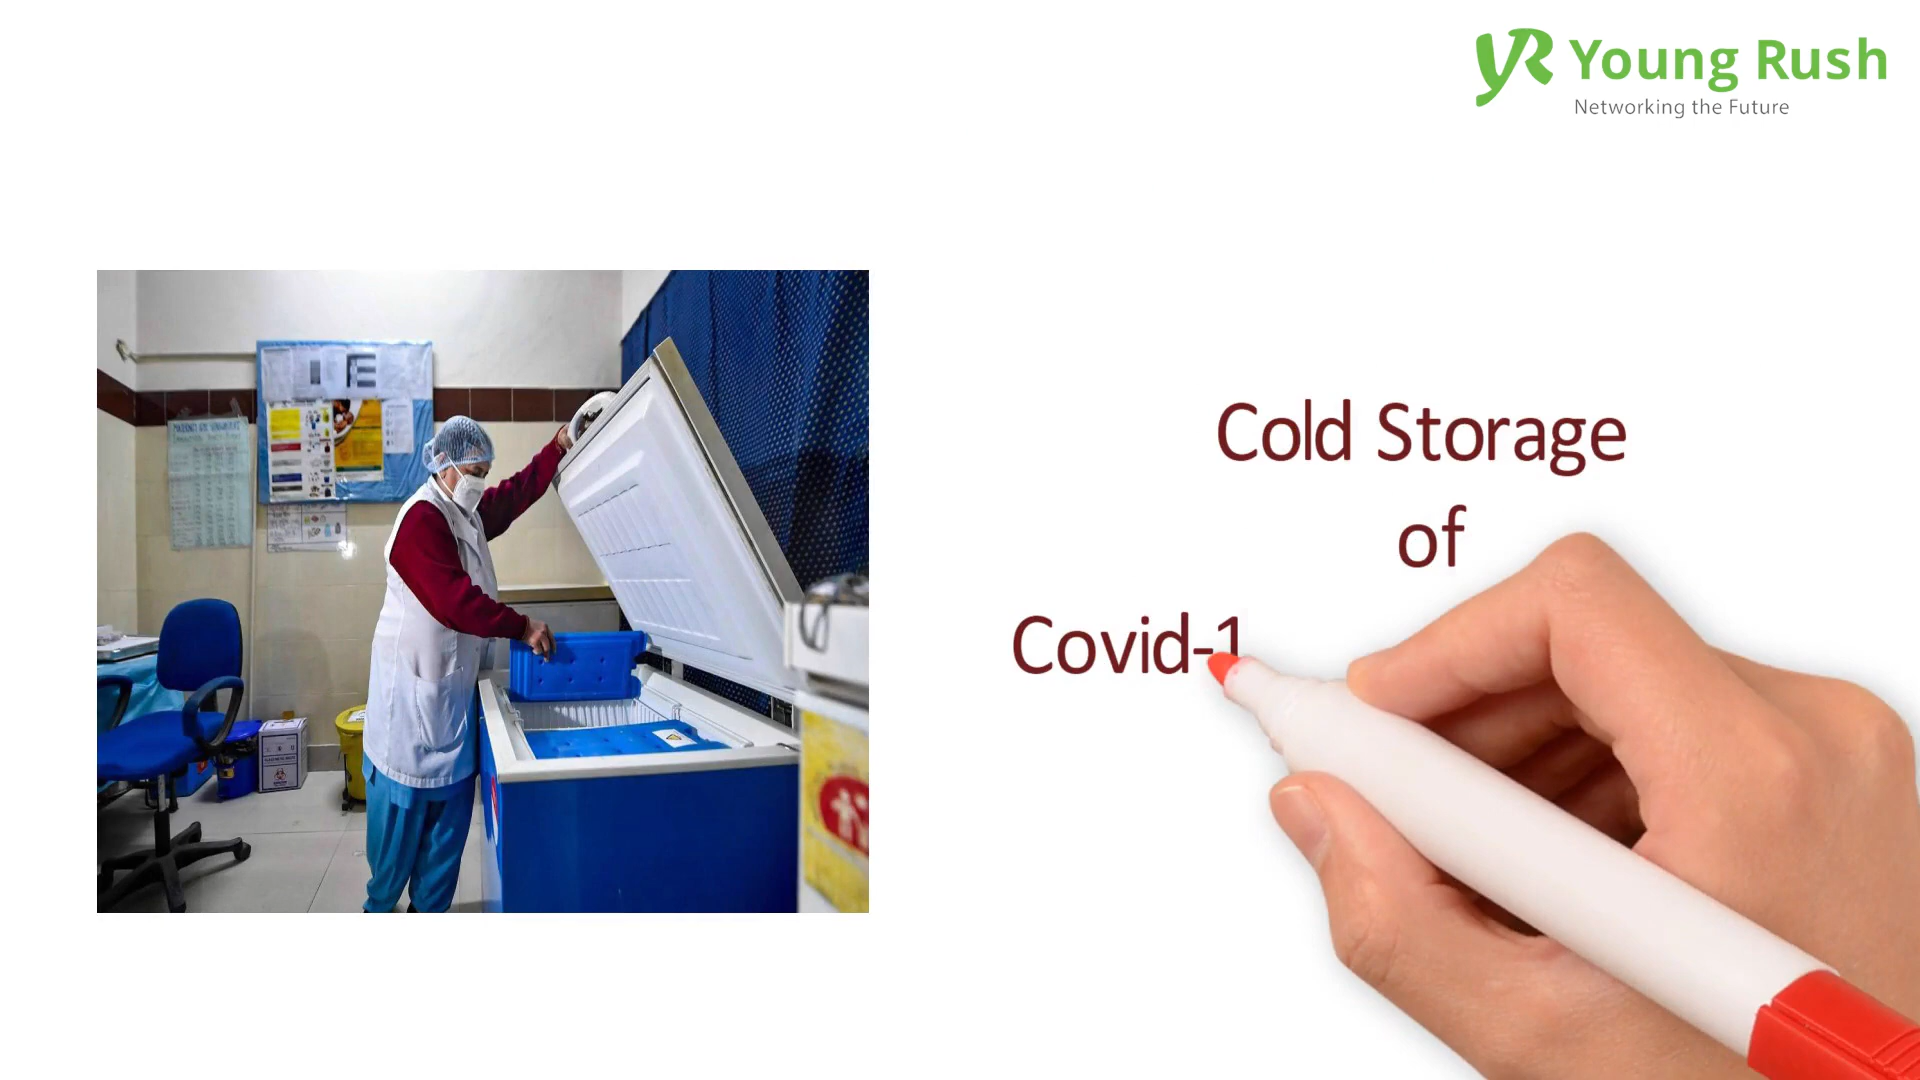 Young Rush
Networking the Future
Cold Storage
of
Covid-1